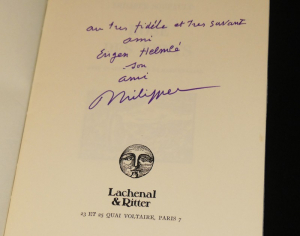 au très fidèle et très savant
ami
Eugen Helmlé
son
ami
Philippe
Lachenal
& Ritter
23 ET 25 QUAI VOLTAIRE, PARIS 7